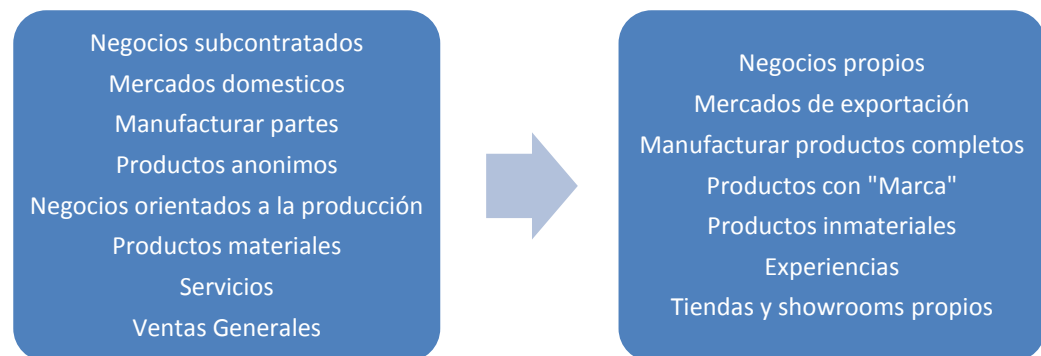 Negocios subcontratados
Mercados domesticos
Manufacturar partes
Productos anonimos
Negocios orientados a la producción
Productos materiales
Servicios
Ventas Generales
Negocios propios
Mercados de exportación
Manufacturar productos completos
Productos con "Marca"
Productos inmateriales
Experiencias
Tiendas y showrooms propios